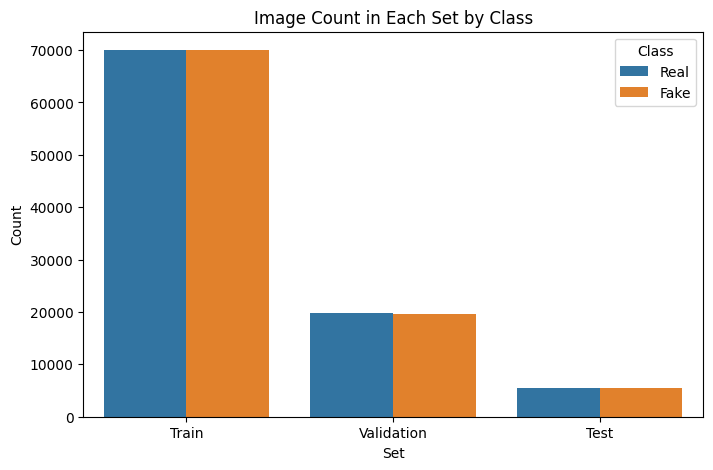 Image Count in Each Set by Class
Class
Real
Fake
70000
60000
50000
40000
30000
20000
10000
0
Count
Train
Validation
Test
Set